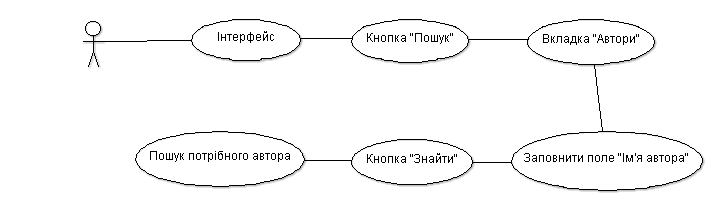 Інтерфейс
Кнопка "Пошук"
Вкладка "Автори"
Заповнити поле "Ім'я автора"
Кнопка "Знайти"
Пошук потрібного автора